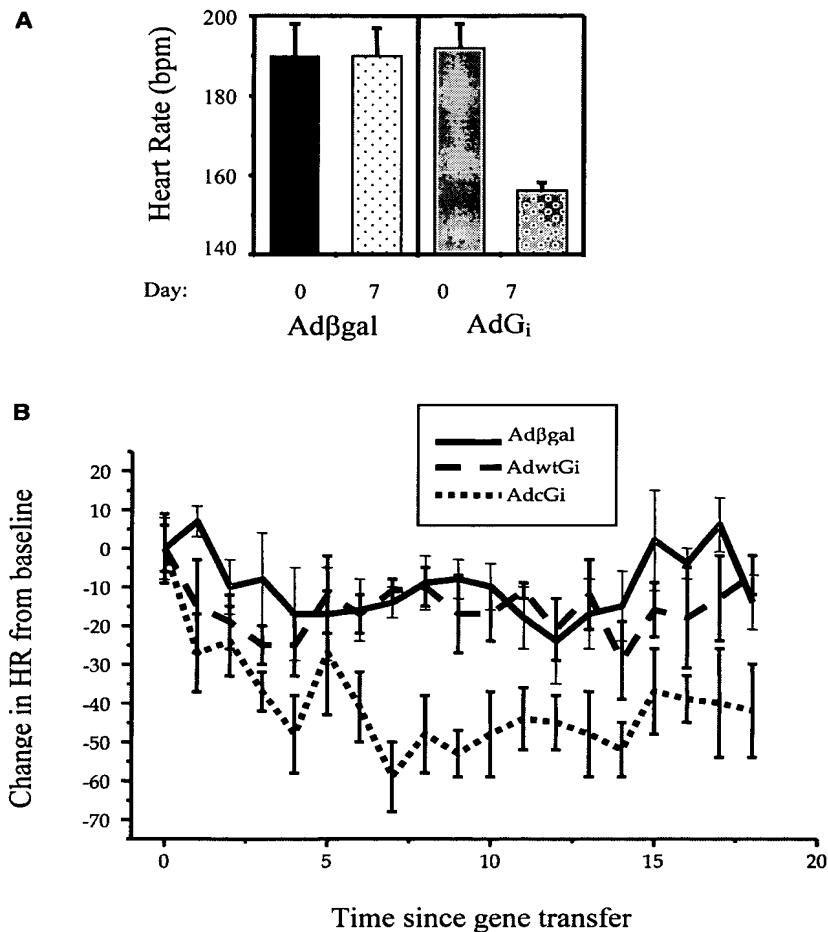 A
Heart Rate (bpm)
200
180
160
140
Day: 0 7 0 7
Adβgal AdGi
B
Adβgal
AdwtGi
AdcGi
Change in HR from baseline
20
10
0
-10
-20
-30
-40
-50
-60
-70
0 5 10 15 20
Time since gene transfer